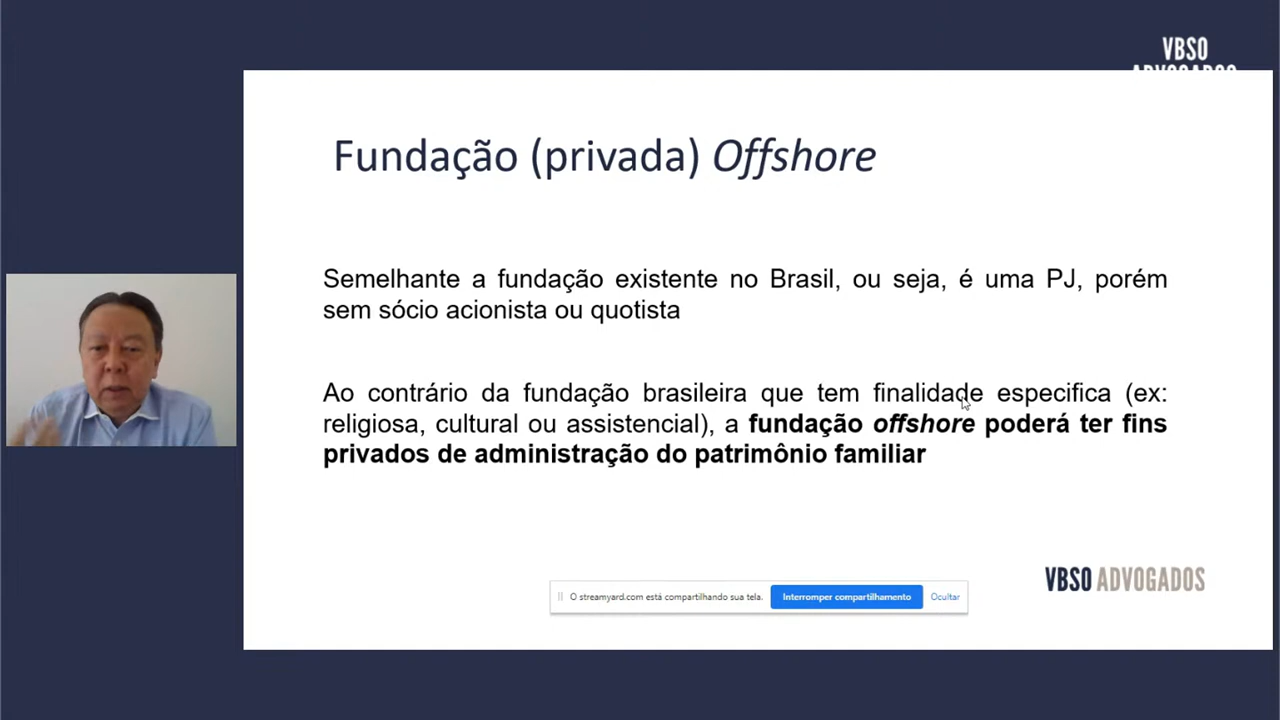 VBSO
ADVOGADOS
Fundação (privada) Offshore
Semelhante a fundação existente no Brasil, ou seja, é uma PJ, porém
sem sócio acionista ou quotista
Ao contrário da fundação brasileira que tem finalidade especifica (ex:
religiosa, cultural ou assistencial), a fundação offshore poderá ter fins
privados de administração do patrimônio familiar
VBSO ADVOGADOS
O streamyard.com está compartilhando sua tela.
Interromper compartilhamento
Ocultar